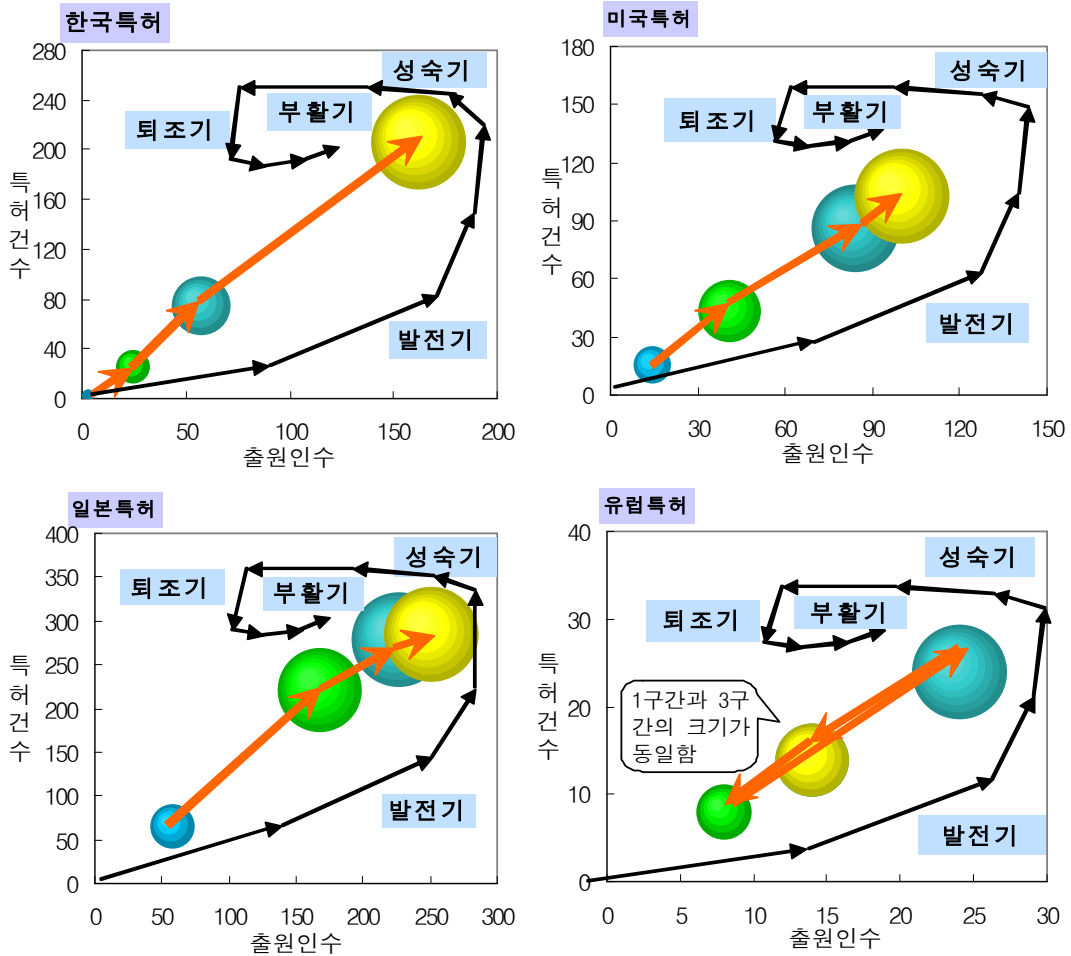 한국특허
280
240
200
160
120
80
40
0
특허건수
0
50
100
150
200
출원인수
성숙기
부활기
퇴조기
발전기
미국특허
180
150
120
90
60
30
0
특허건수
0
30
60
90
120
150
출원인수
성숙기
부활기
퇴조기
발전기
일본특허
400
350
300
250
200
150
100
50
0
특허건수
0
50
100
150
200
250
300
출원인수
성숙기
부활기
퇴조기
발전기
유럽특허
40
30
20
10
0
특허건수
0
5
10
15
20
25
30
출원인수
성숙기
부활기
퇴조기
1구간과 3구
간의 크기가
동일함
발전기